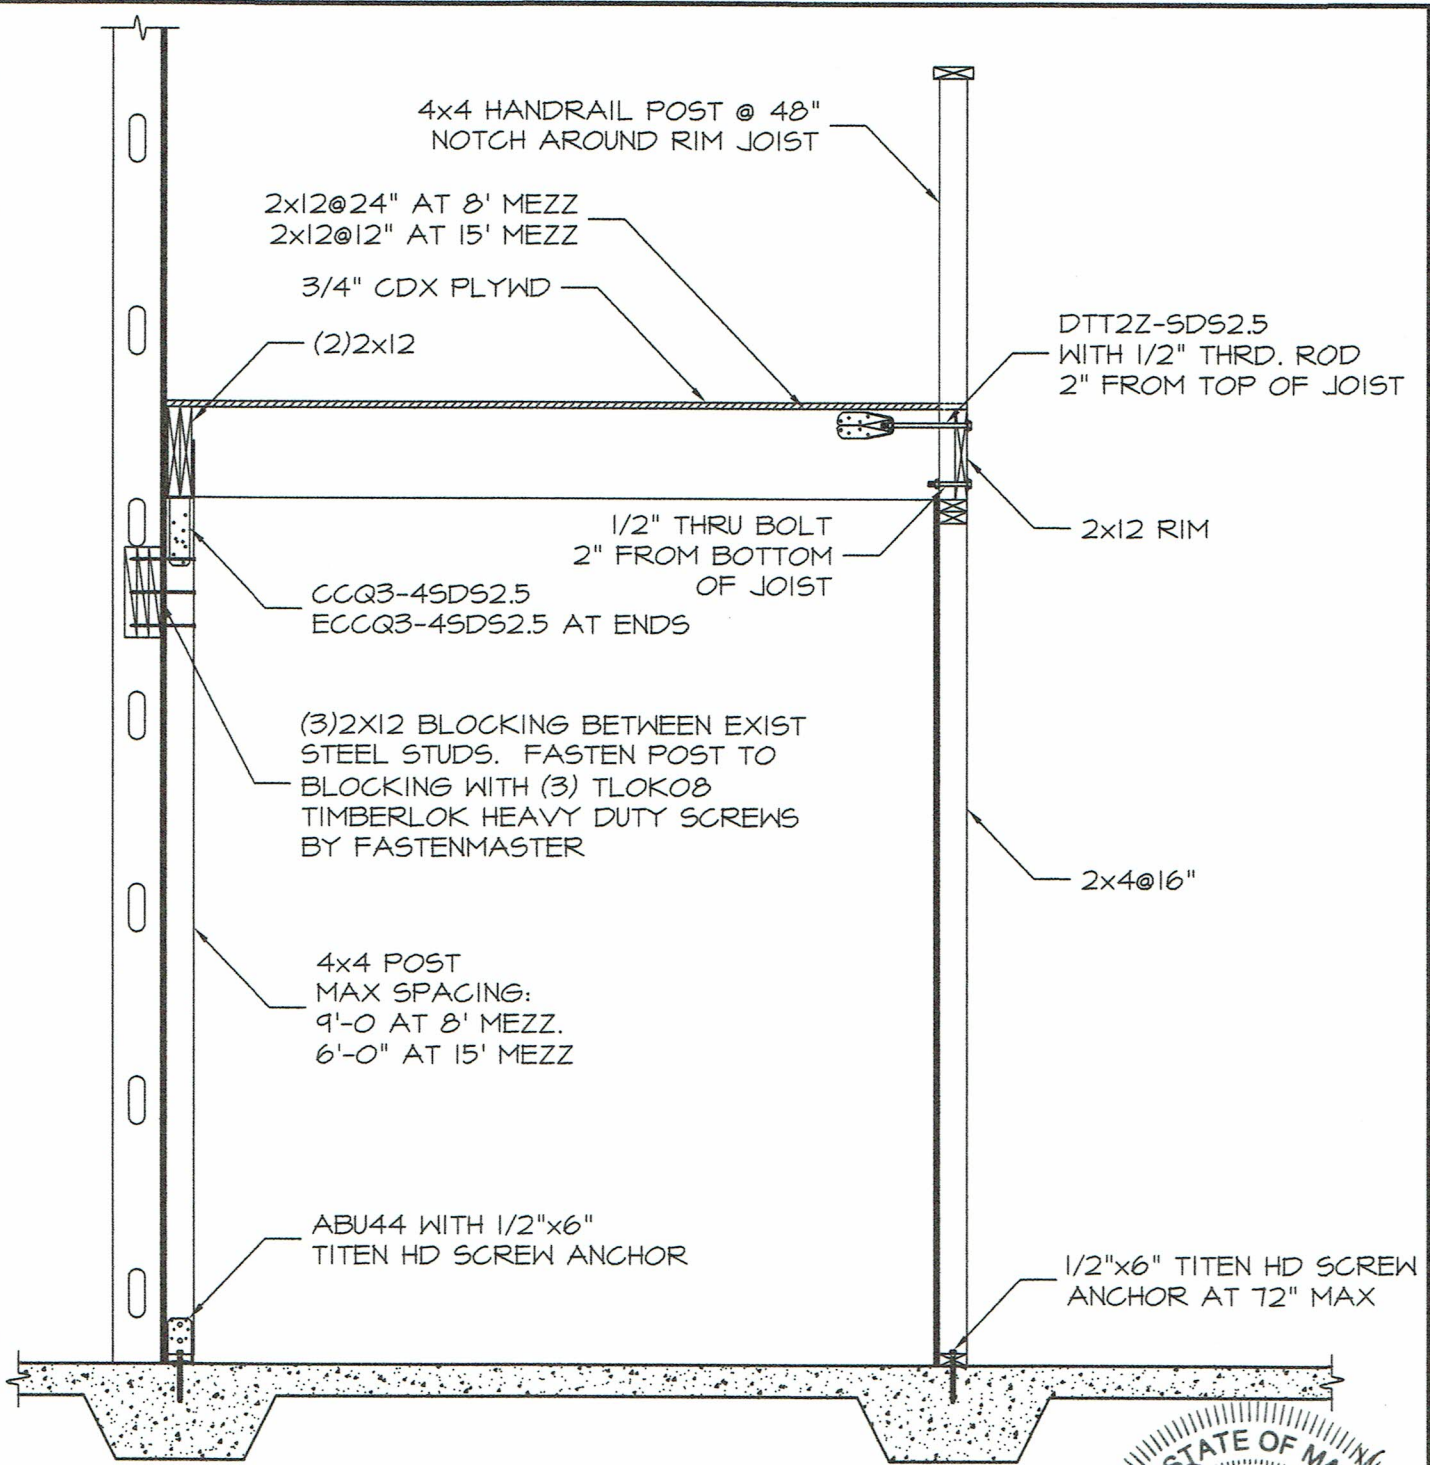 4x4 HANDRAIL POST @ 48"
NOTCH AROUND RIM JOIST
2x12@24" AT 8' MEZZ
2x12@12" AT 15' MEZZ
3/4" CDX PLYWD
(2)2x12
DTT2Z-SDS2.5
WITH 1/2" THRD. ROD
2" FROM TOP OF JOIST
1/2" THRU BOLT
2" FROM BOTTOM
OF JOIST
2x12 RIM
CCQ3-4SDS2.5
ECCQ3-4SDS2.5 AT ENDS
(3)2X12 BLOCKING BETWEEN EXIST
STEEL STUDS. FASTEN POST TO
BLOCKING WITH (3) TLOK08
TIMBERLOK HEAVY DUTY SCREWS
BY FASTENMASTER
2x4@16"
4x4 POST
MAX SPACING:
9'-0 AT 8' MEZZ.
6'-0" AT 15' MEZZ
ABU44 WITH 1/2"x6"
TITEN HD SCREW ANCHOR
1/2"x6" TITEN HD SCREW
ANCHOR AT 72" MAX
STATE OF